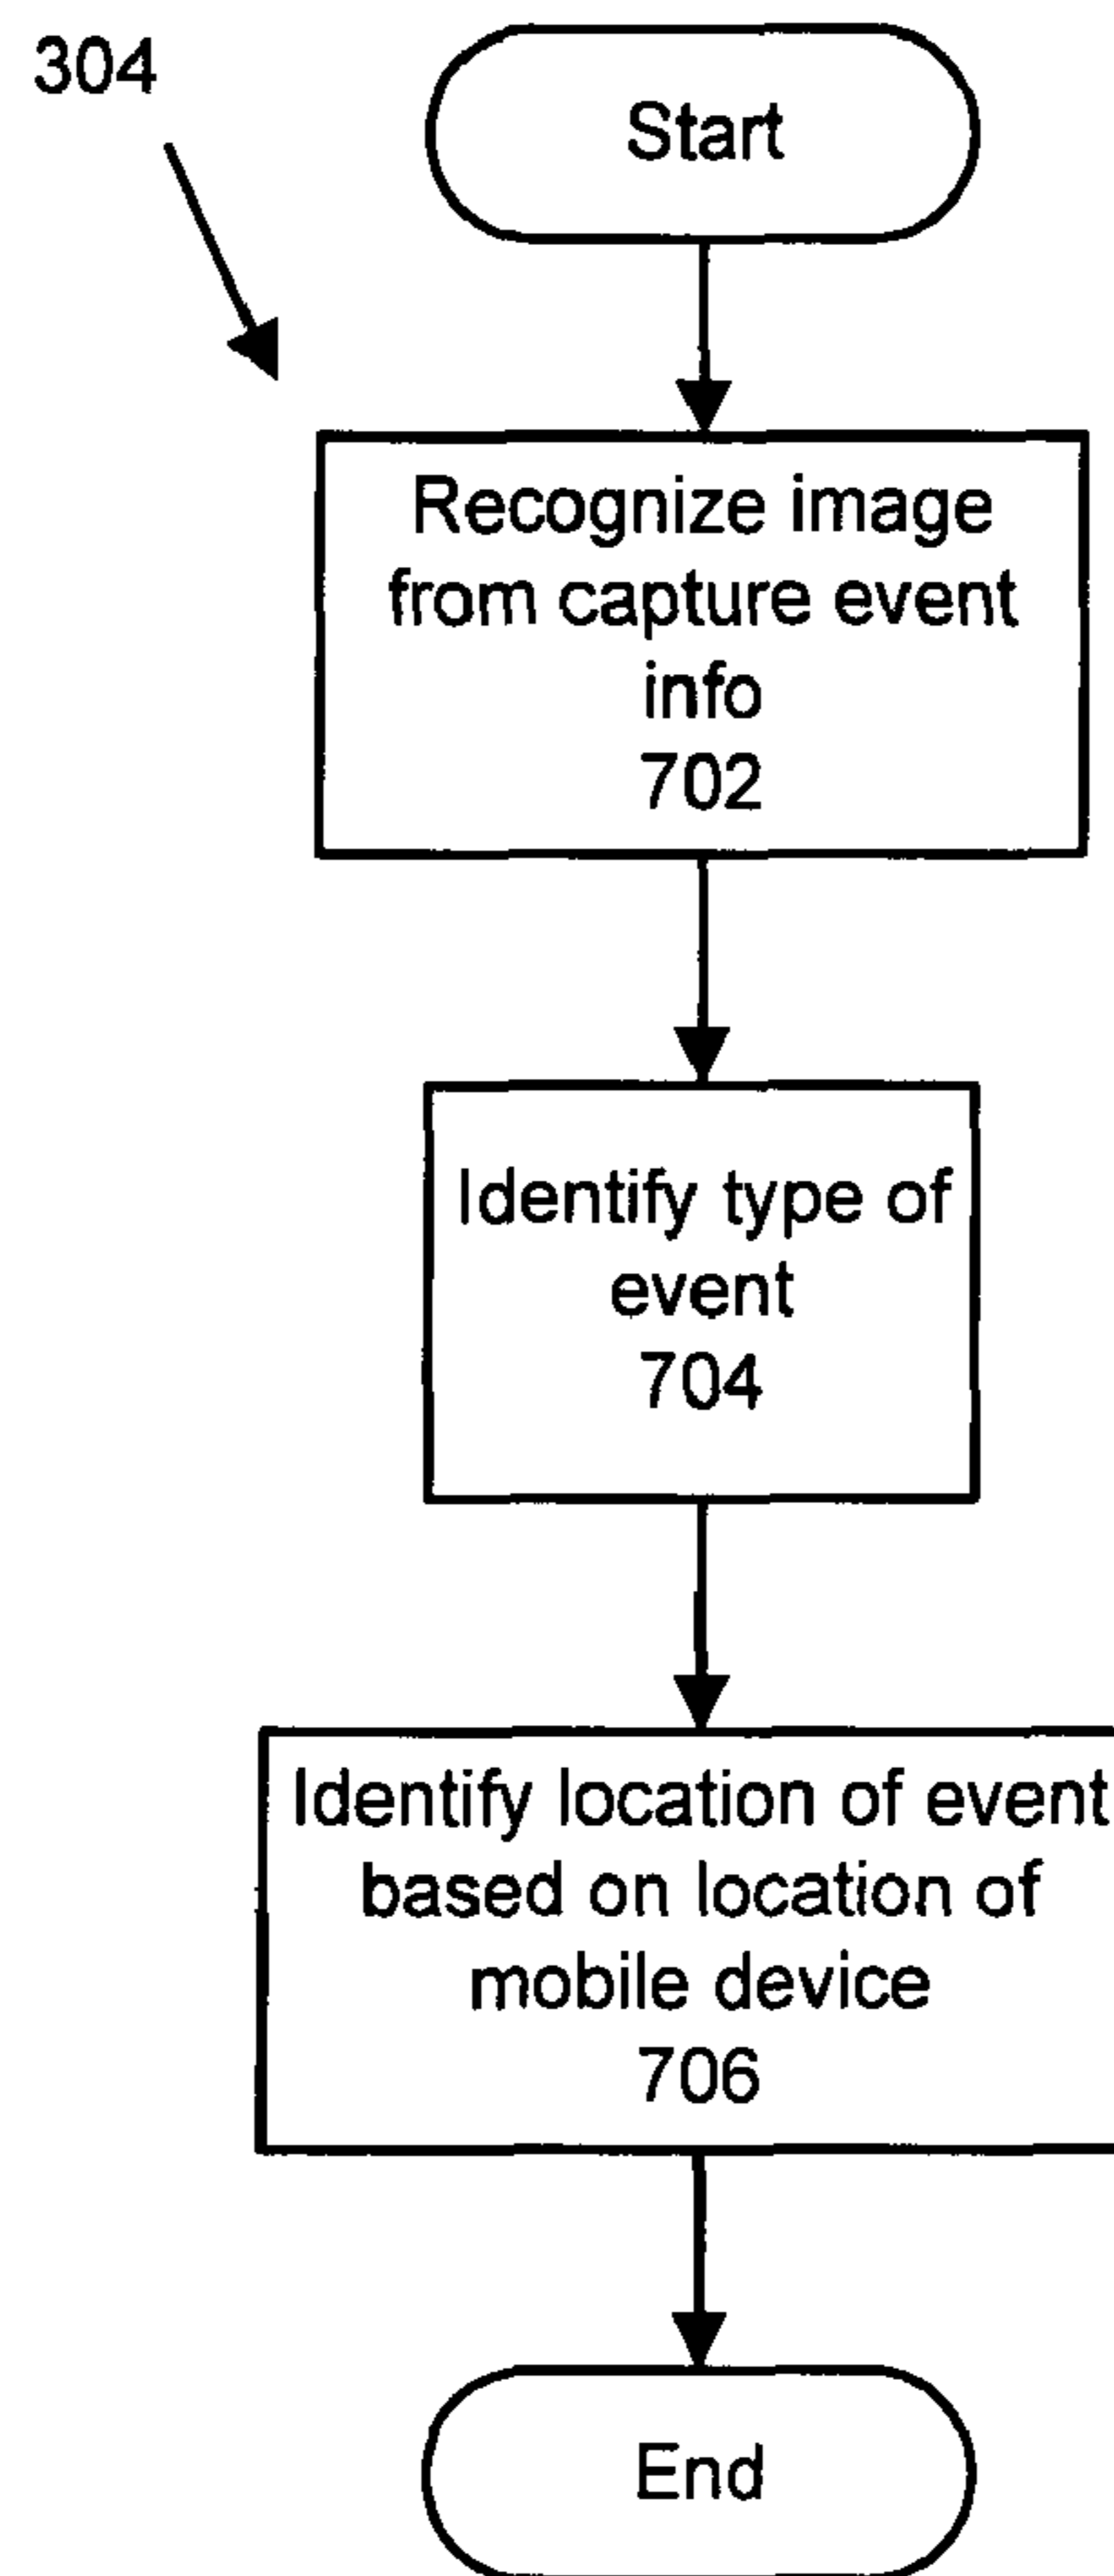 304
Start
Recognize image
from capture event
info
702
Identify type of
event
704
Identify location of event
based on location of
mobile device
706
End